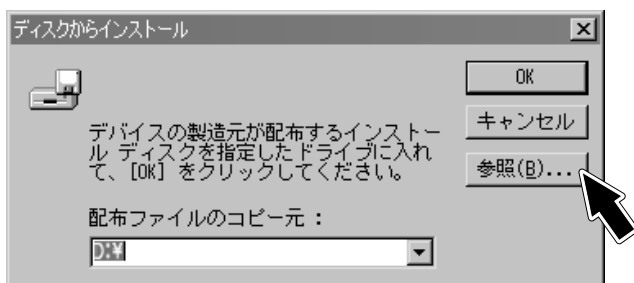 ディスクからインストール
OK
デバイスの製造元が配布するインストー
ル ディスクを指定したドライブに入れ
て、[OK] をクリックしてください。
キャンセル
参照(B)...
配布ファイルのコピー元：
D:¥